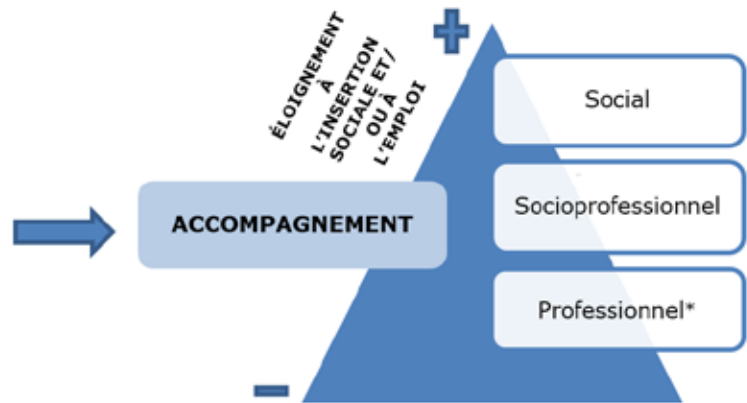 ÉLOIGNEMENT
À
L'INSERTION
SOCIALE ET/
OU À
L'EMPLOI
Social
Socioprofessionnel
ACCOMPAGNEMENT
Professionnel*